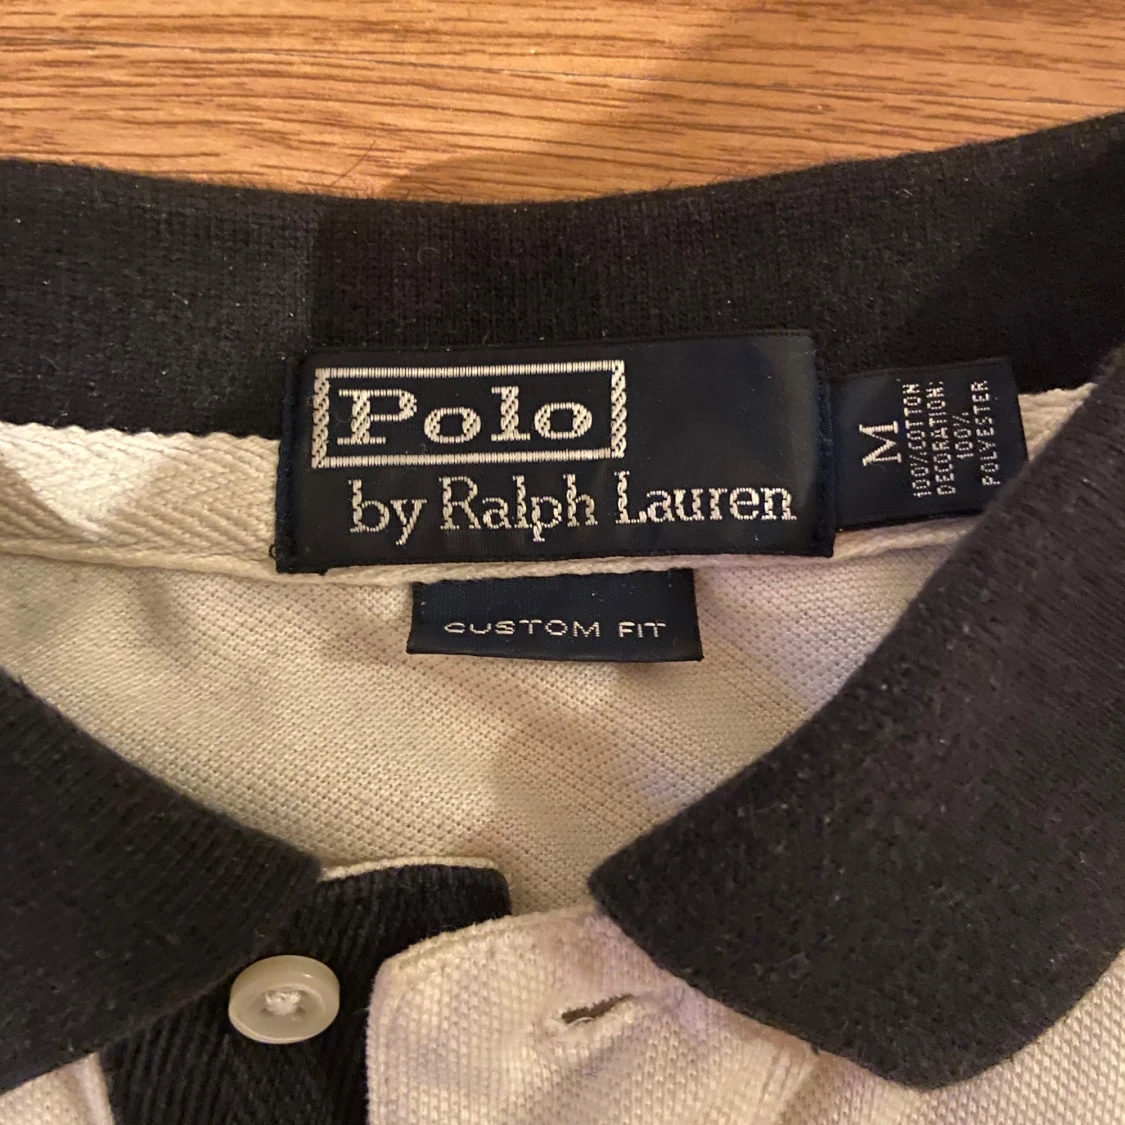 Polo
by Ralph Lauren
M
100% COTTON
DECORATION:
100%
POLYESTER
CUSTOM FIT